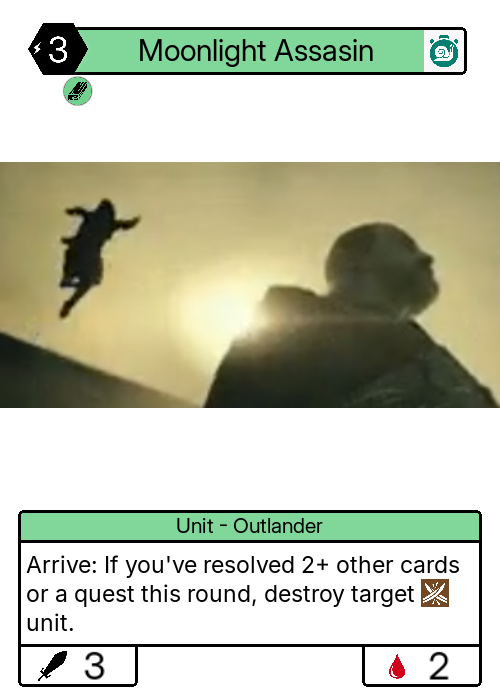 3 Moonlight Assasin
Unit - Outlander
Arrive: If you've resolved 2+ other cards
or a quest this round, destroy target
unit.
3
2